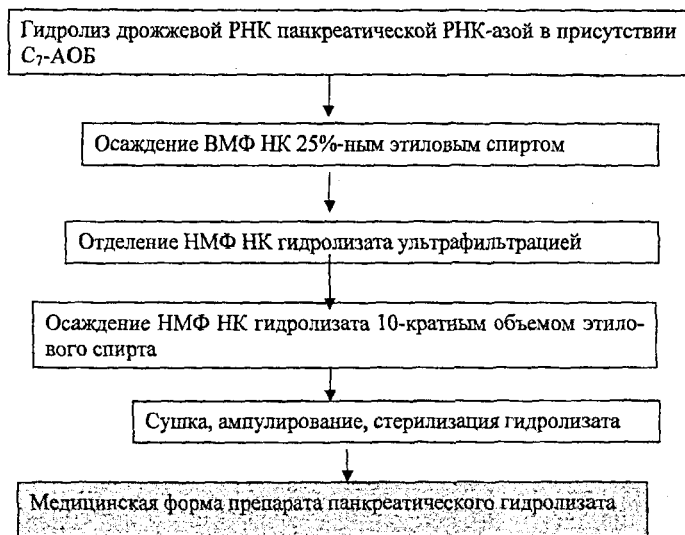 Гидролиз дрожжевой РНК панкреатической РНК-азой в присутствии
С₇-АОБ
Осаждение ВМФ НК 25%-ным этиловым спиртом
Отделение НМФ НК гидролизата ультрафильтрацией
Осаждение НМФ НК гидролизата 10-кратным объемом этило-
вого спирта
Сушка, ампулирование, стерилизация гидролизата
Медицинская форма препарата панкреатического гидролизата